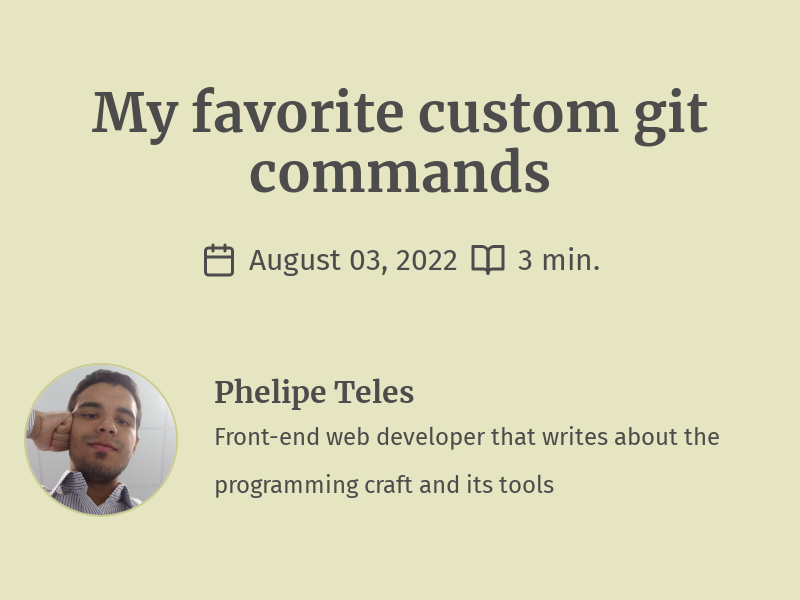 My favorite custom git
commands
August 03, 2022 3 min.
Phelipe Teles
Front-end web developer that writes about the
programming craft and its tools